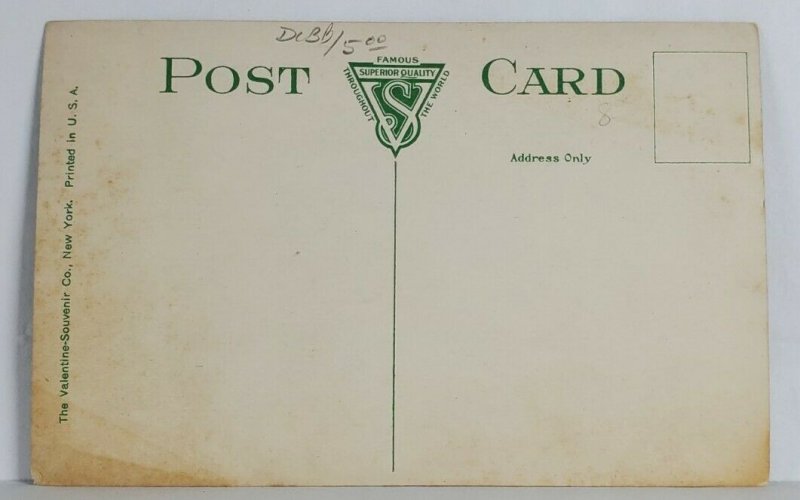 DeBb/5.00
POST CARD
FAMOUS
SUPERIOR QUALITY
THROUGHOUT
THE WORLD
VS
8
Address Only
The Valentine-Souvenir Co., New York. Printed in U. S. A.